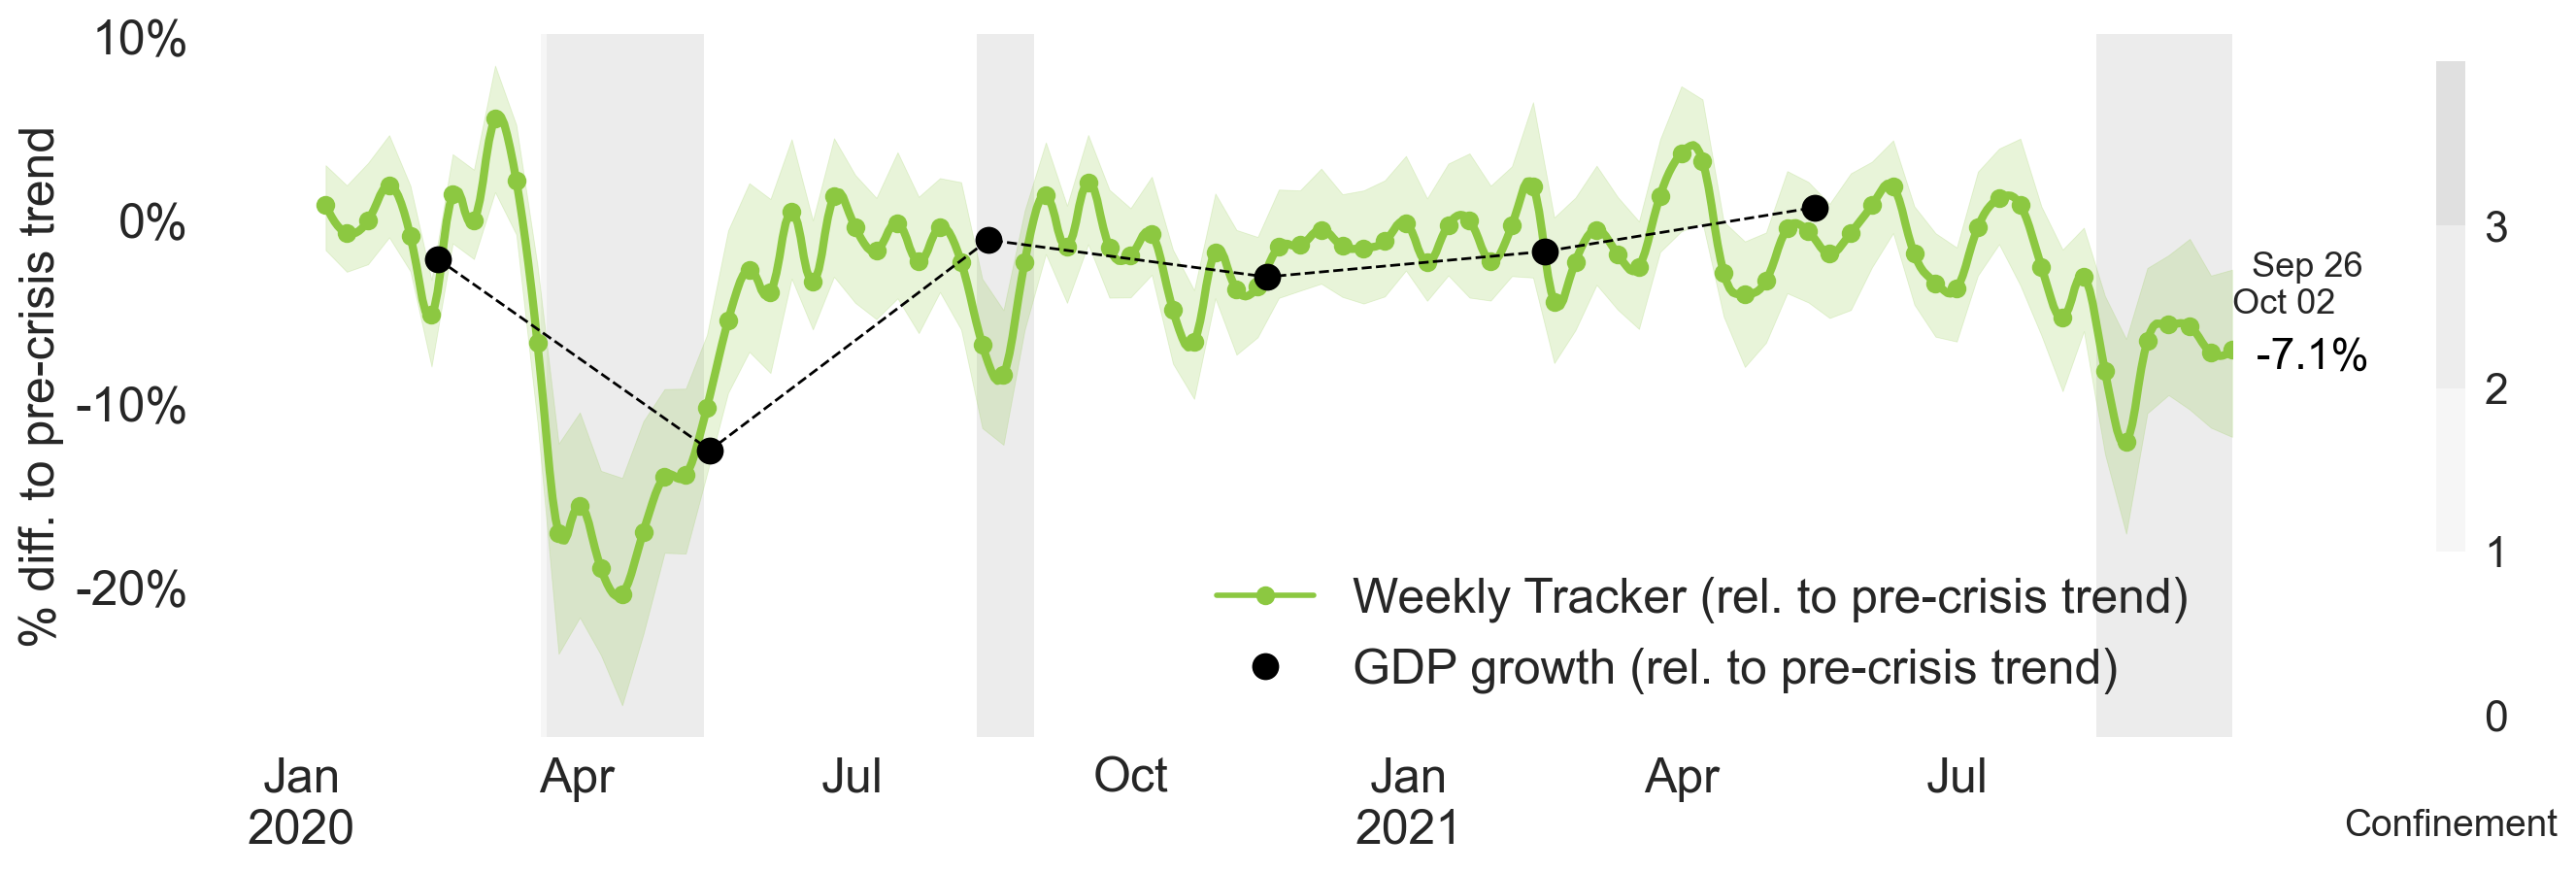 10%
0%
-10%
-20%
% diff. to pre-crisis trend
Jan
2020
Apr
Jul
Oct
Jan
2021
Apr
Jul
Weekly Tracker (rel. to pre-crisis trend)
GDP growth (rel. to pre-crisis trend)
Sep 26
Oct 02
-7.1%
3
2
1
0
Confinement